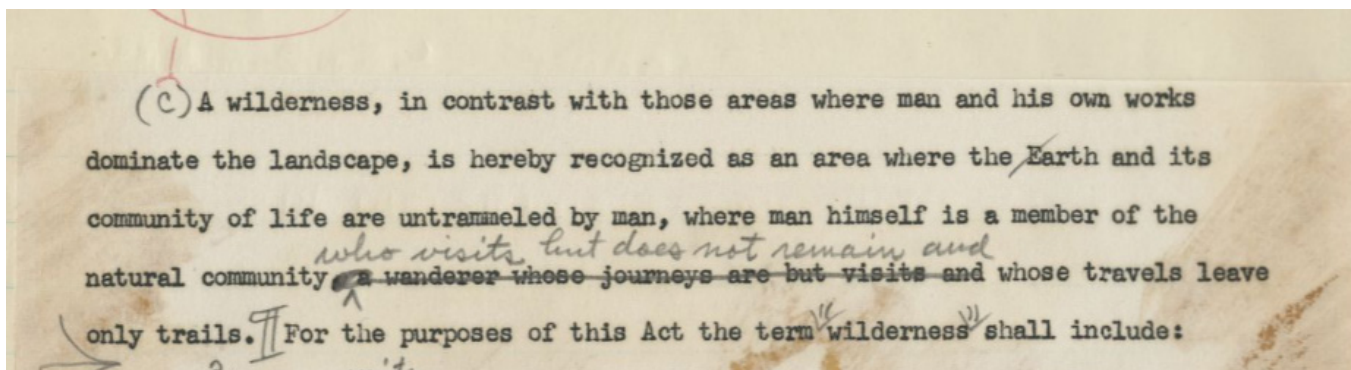 (C) A wilderness, in contrast with those areas where man and his own works
dominate the landscape, is hereby recognized as an area where the Earth and its
community of life are untrammeled by man, where man himself is a member of the
who visits but does not remain and
natural community a wanderer whose journeys are but visits and whose travels leave
only trails. ¶ For the purposes of this Act the term "wilderness" shall include: